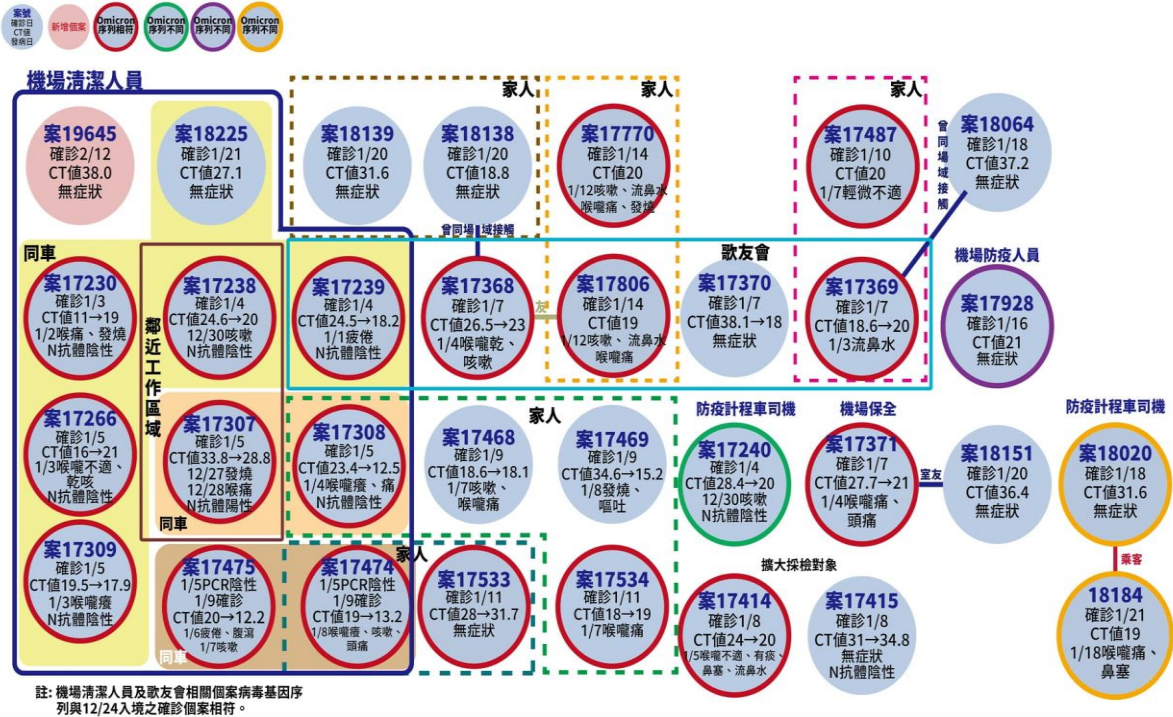 案號
確診日
CT值
發病日
新增個案
Omicron
序列相符
Omicron
序列不同
Omicron
序列不同
Omicron
序列不同
機場清潔人員
案19645
確診2/12
CT值38.0
無症狀
案18225
確診1/21
CT值27.1
無症狀
家人
案18139
確診1/20
CT值31.6
無症狀
案18138
確診1/20
CT值18.8
無症狀
家人
案17770
確診1/14
CT值20
1/12咳嗽、流鼻水
喉嚨痛、發燒
家人
案17487
確診1/10
CT值20
1/7輕微不適
曾同場域接觸
案18064
確診1/18
CT值37.2
無症狀
曾同場域接觸
同車
案17230
確診1/3
CT值11→19
1/2喉痛、發燒
N抗體陰性
鄰近工作區域
案17238
確診1/4
CT值24.6→20
12/30咳嗽
N抗體陰性
案17239
確診1/4
CT值24.5→18.2
1/1疲倦
N抗體陰性
案17368
確診1/7
CT值26.5→23
1/4喉嚨乾、
咳嗽
友
案17806
確診1/14
CT值19
1/12咳嗽、流鼻水
喉嚨痛
歌友會
案17370
確診1/7
CT值38.1→18
無症狀
案17369
確診1/7
CT值18.6→20
1/3流鼻水
機場防疫人員
案17928
確診1/16
CT值21
無症狀
案17266
確診1/5
CT值16→21
1/3喉嚨不適、
乾咳
N抗體陰性
案17307
確診1/5
CT值33.8→28.8
12/27發燒
12/28喉痛
N抗體陽性
同車
案17308
確診1/5
CT值23.4→12.5
1/4喉嚨癢、痛
N抗體陰性
家人
案17468
確診1/9
CT值18.6→18.1
1/7咳嗽、
喉嚨痛
案17469
確診1/9
CT值34.6→15.2
1/8發燒、
嘔吐
防疫計程車司機
案17240
確診1/4
CT值28.4→20
12/30咳嗽
N抗體陰性
機場保全
案17371
確診1/7
CT值27.7→21
1/4喉嚨痛、
頭痛
室友
案18151
確診1/20
CT值36.4
無症狀
防疫計程車司機
案18020
確診1/18
CT值31.6
無症狀
乘客
案17309
確診1/5
CT值19.5→17.9
1/3喉嚨癢
N抗體陰性
案17475
1/5PCR陰性
1/9確診
CT值20→12.2
1/6疲倦、腹瀉
1/7咳嗽
同車
案17474
1/5PCR陰性
1/9確診
CT值19→13.2
1/8喉嚨癢、咳嗽、
頭痛
家人
案17533
確診1/11
CT值28→31.7
無症狀
案17534
確診1/11
CT值18→19
1/7喉嚨痛
擴大採檢對象
案17414
確診1/8
CT值24→20
1/5喉嚨不適、有痰、
鼻塞、流鼻水
案17415
確診1/8
CT值31→34.8
無症狀
N抗體陰性
18184
確診1/21
CT值19
1/18喉嚨痛、
鼻塞
註: 機場清潔人員及歌友會相關個案病毒基因序
列與12/24入境之確診個案相符。